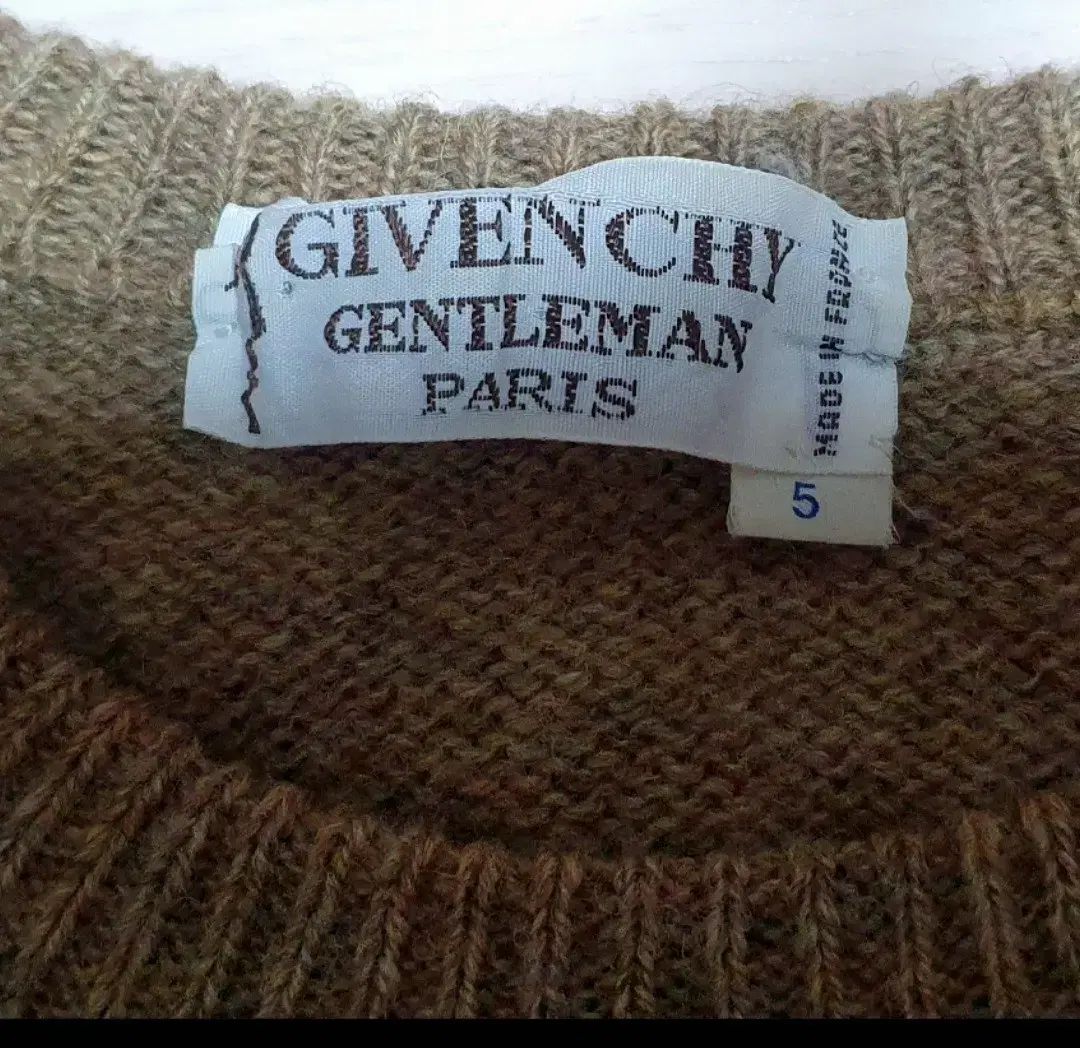 GIVENCHY
GENTLEMAN
PARIS
MADE IN FRANCE
5